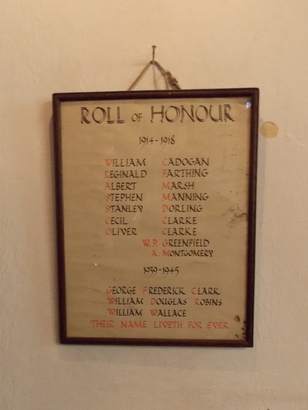 ROLL OF HONOUR
1914-1918
WILLIAM CADOGAN
REGINALD FARTHING
ALBERT MARSH
STEPHEN MANNING
STANLEY DORLING
CECIL CLARKE
OLIVER CLARKE
W.P. GREENFIELD
A. MONTGOMERY
1939-1945
GEORGE FREDERICK CLARK
WILLIAM DOUGLAS ROBINS
WILLIAM WALLACE
THEIR NAME LIVETH FOR EVER